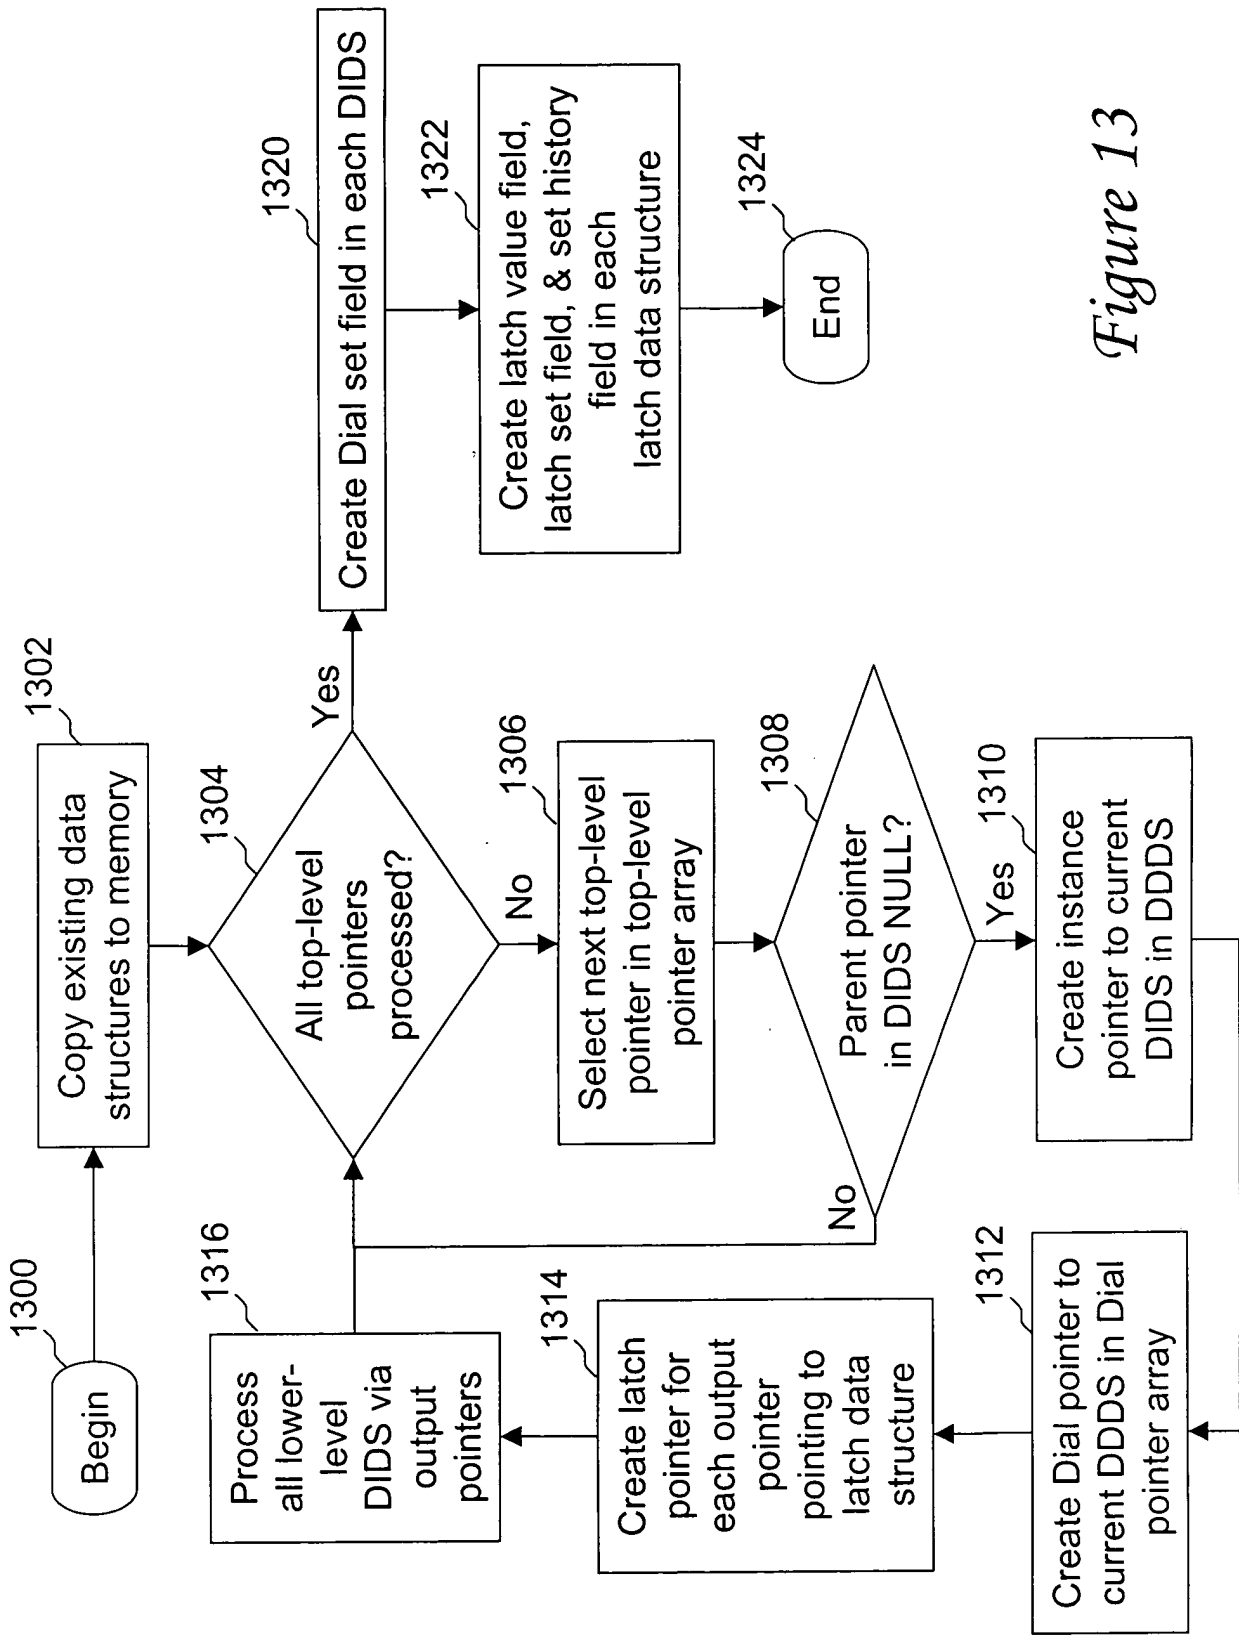 1300
Begin
1302
Copy existing data
structures to memory
1304
All top-level
pointers
processed?
Yes
No
1306
Select next top-level
pointer in top-level
pointer array
1308
Parent pointer
in DIDS NULL?
No
Yes
1310
Create instance
pointer to current
DIDS in DDDS
1312
Create Dial pointer to
current DDDS in Dial
pointer array
1314
Create latch
pointer for
each output
pointer
pointing to
latch data
structure
1316
Process
all lower-
level
DIDS via
output
pointers
1320
Create Dial set field in each DIDS
1322
Create latch value field,
latch set field, & set history
field in each
latch data structure
1324
End
Figure 13